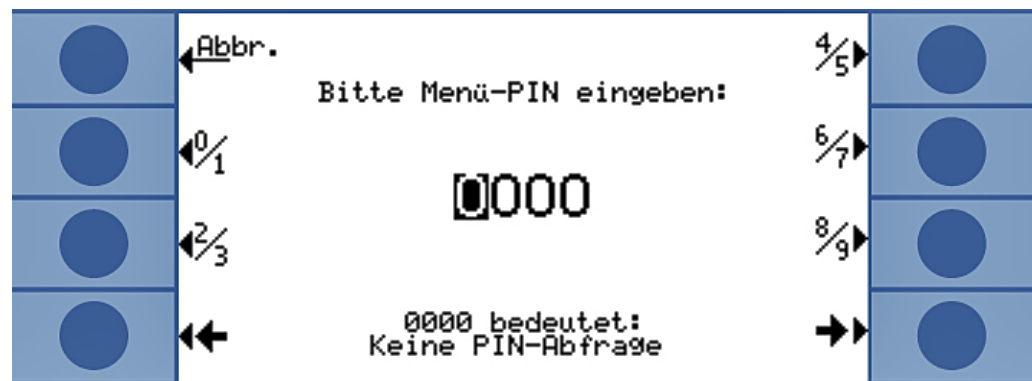 Abbr.
4/5
Bitte Menü-PIN eingeben:
0/1
6/7
0000
2/3
8/9
0000 bedeutet:
Keine PIN-Abfrage